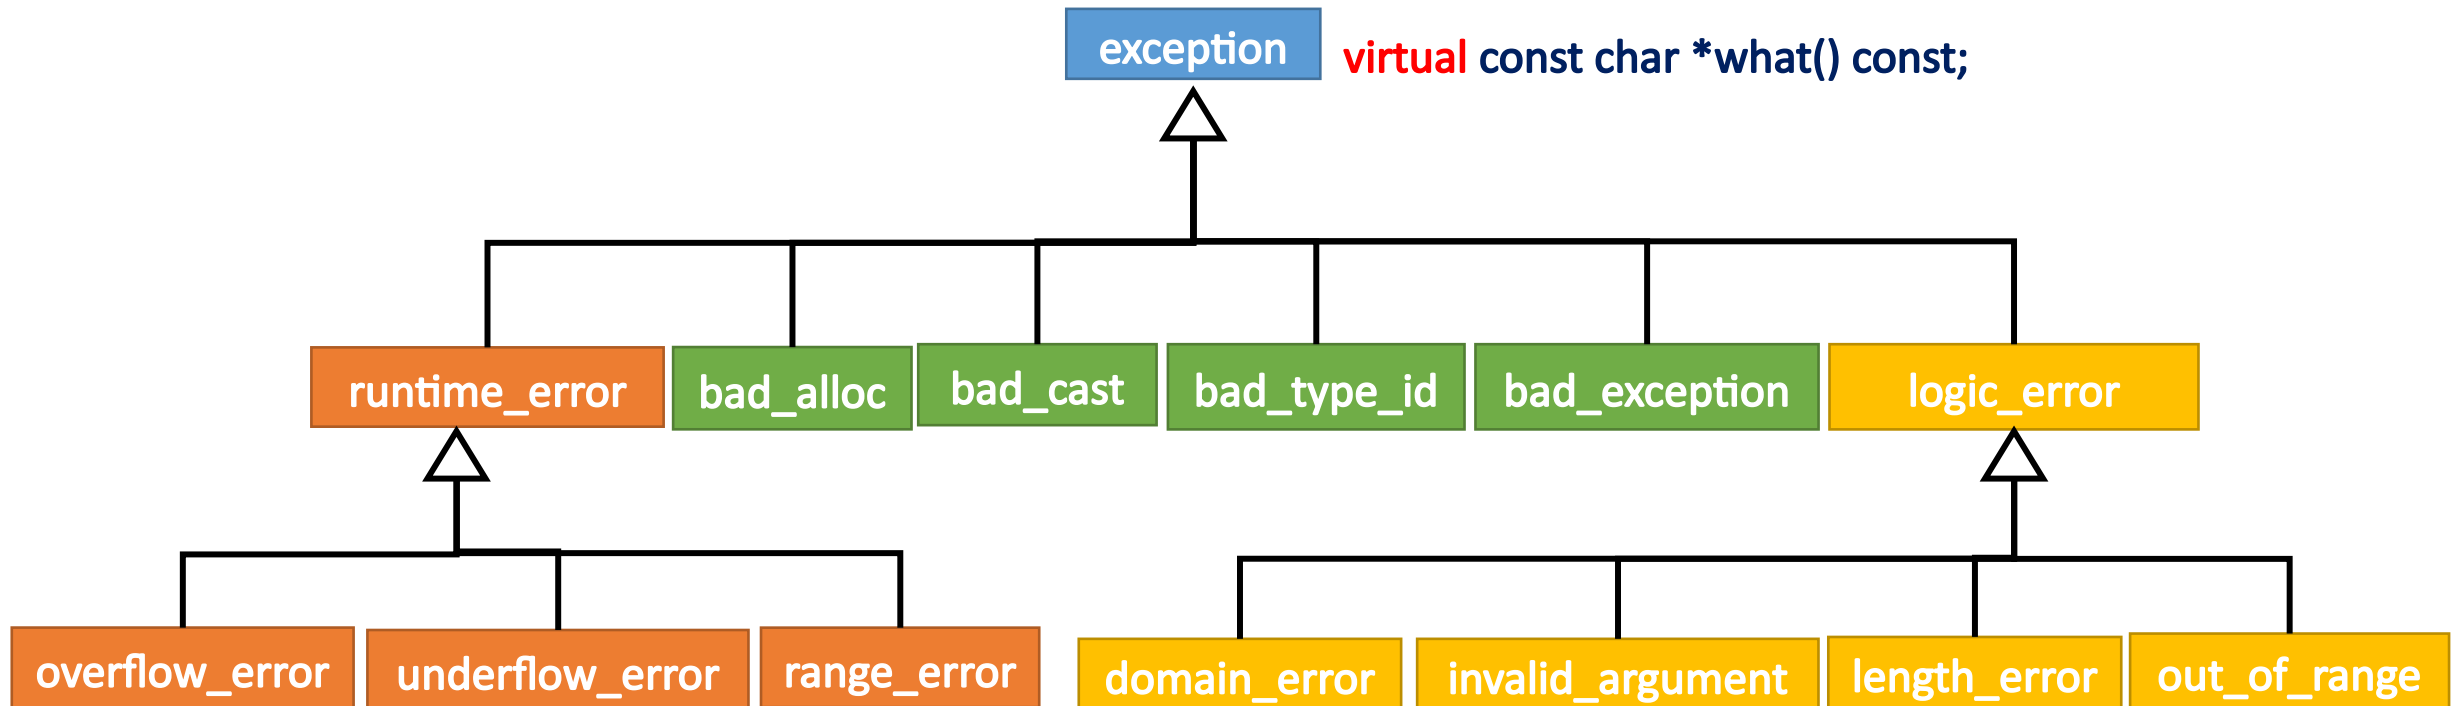 exception
virtual const char *what() const;
runtime_error
bad_alloc
bad_cast
bad_type_id
bad_exception
logic_error
overflow_error
underflow_error
range_error
domain_error
invalid_argument
length_error
out_of_range